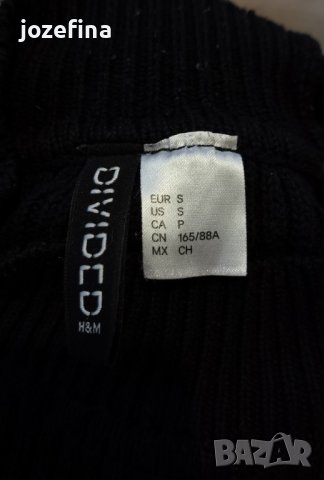 jozefina
DIVIDED
H&M
EUR S
US S
CA P
CN 165/88A
MX CH
BAZAR